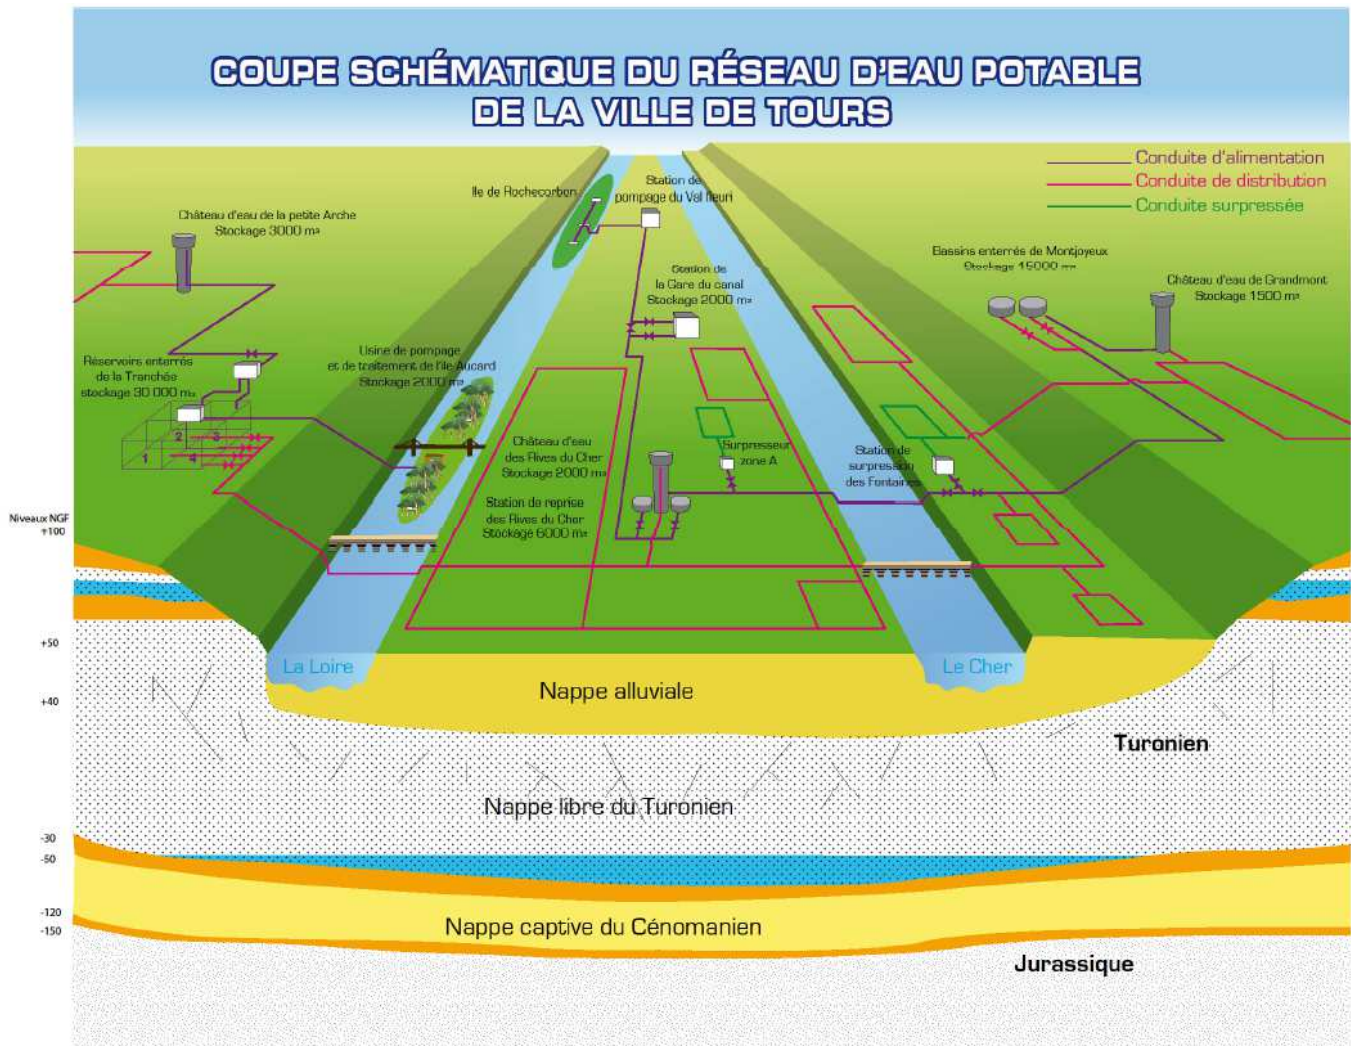 COUPE SCHÉMATIQUE DU RÉSEAU D'EAU POTABLE
DE LA VILLE DE TOURS
Conduite d'alimentation
Conduite de distribution
Conduite surpressée
Ile de Rochecorbon
Station de
pompage du Val fleuri
Château d'eau de la petite Arche
Stockage 3000 m³
Bassins enterrés de Montjoyeux
Stockage 15000 m³
Station de
la Gare du canal
Stockage 2000 m³
Château d'eau de Grandmont
Stockage 1500 m³
Réservoirs enterrés
de la Tranchée
stockage 30 000 m³
Usine de pompage
et de traitement de l'île Aucard
Stockage 2000 m³
1
2
3
4
Château d'eau
des Rives du Cher
Stockage 2000 m³
Station de reprise
des Rives du Cher
Stockage 6000 m³
Surpresseur
zone A
Station de
surpression
des Fontaines
Niveaux NGF
+100
+50
+40
-30
-50
-120
-150
La Loire
Le Cher
Nappe alluviale
Turonien
Nappe libre du Turonien
Nappe captive du Cénomanien
Jurassique